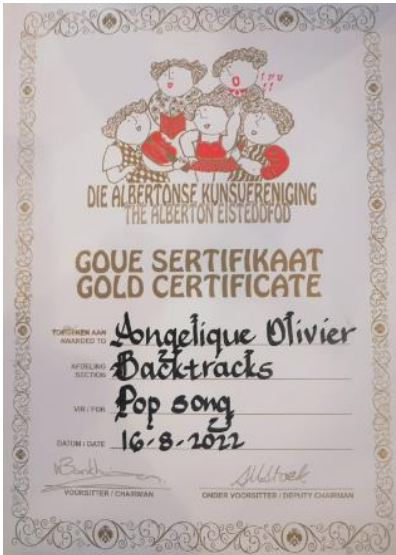 DIE ALBERTONSE KUNSVERENIGING
THE ALBERTON EISTEDDFOD
GOUE SERTIFIKAAT
GOLD CERTIFICATE
TOEGEKEN AAN
AWARDED TO
Angelique Olivier
AFDELING
SECTION
Backtracks
VIR / FOR
Pop song
DATUM / DATE
16-8-2022
VOORSITTER / CHAIRMAN
ONDER VOORSITTER / DEPUTY CHAIRMAN